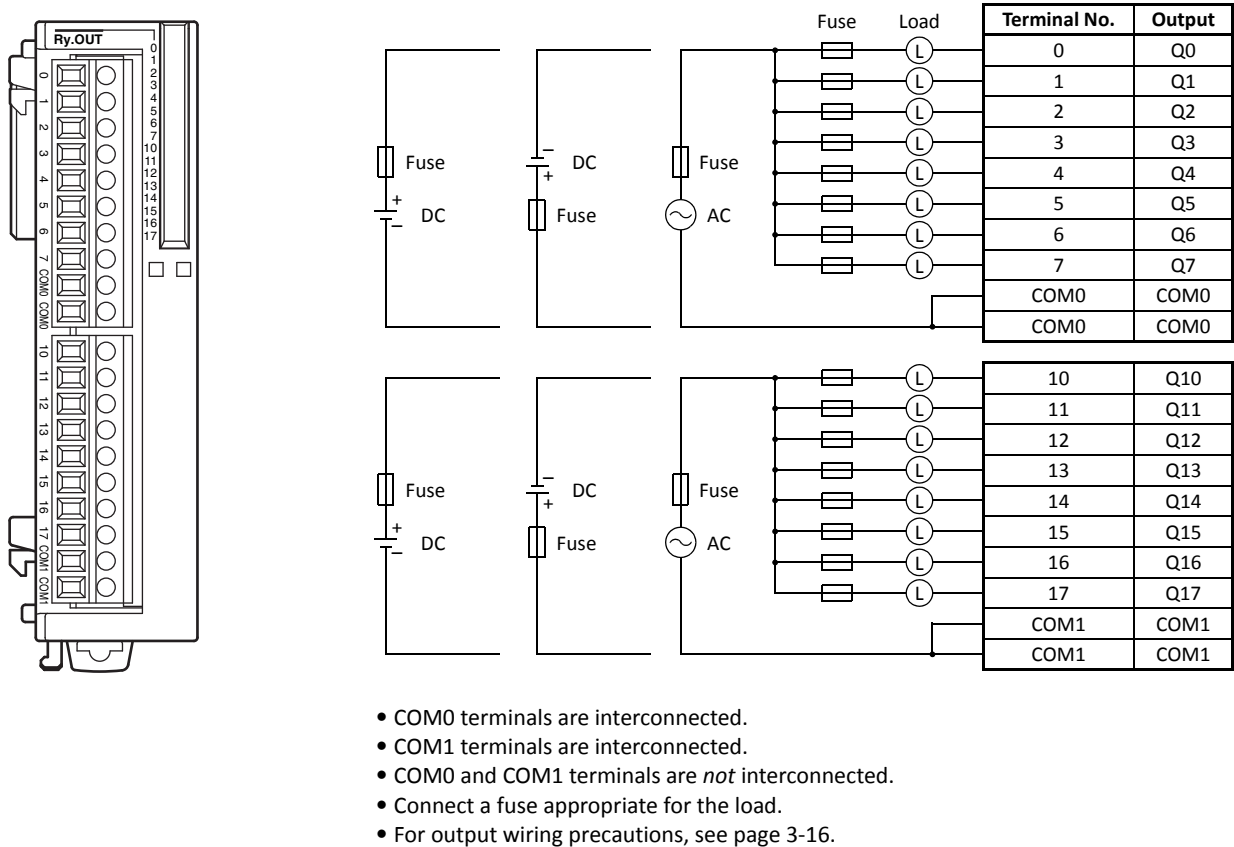 Ry.OUT
0
1
2
3
4
5
6
7
10
11
12
13
14
15
16
17
0
1
2
3
4
5
6
7
COM0
COM0
10
11
12
13
14
15
16
17
COM1
COM1
Fuse Load
Fuse
+
DC
−
−
DC
+
Fuse
Fuse
AC
L
L
L
L
L
L
L
L
Terminal No. Output
0 Q0
1 Q1
2 Q2
3 Q3
4 Q4
5 Q5
6 Q6
7 Q7
COM0 COM0
COM0 COM0
Fuse
+
DC
−
−
DC
+
Fuse
Fuse
AC
L
L
L
L
L
L
L
L
10 Q10
11 Q11
12 Q12
13 Q13
14 Q14
15 Q15
16 Q16
17 Q17
COM1 COM1
COM1 COM1
• COM0 terminals are interconnected.
• COM1 terminals are interconnected.
• COM0 and COM1 terminals are not interconnected.
• Connect a fuse appropriate for the load.
• For output wiring precautions, see page 3-16.